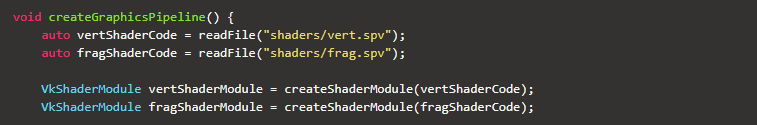 void createGraphicsPipeline() {
    auto vertShaderCode = readFile("shaders/vert.spv");
    auto fragShaderCode = readFile("shaders/frag.spv");

    VkShaderModule vertShaderModule = createShaderModule(vertShaderCode);
    VkShaderModule fragShaderModule = createShaderModule(fragShaderCode);